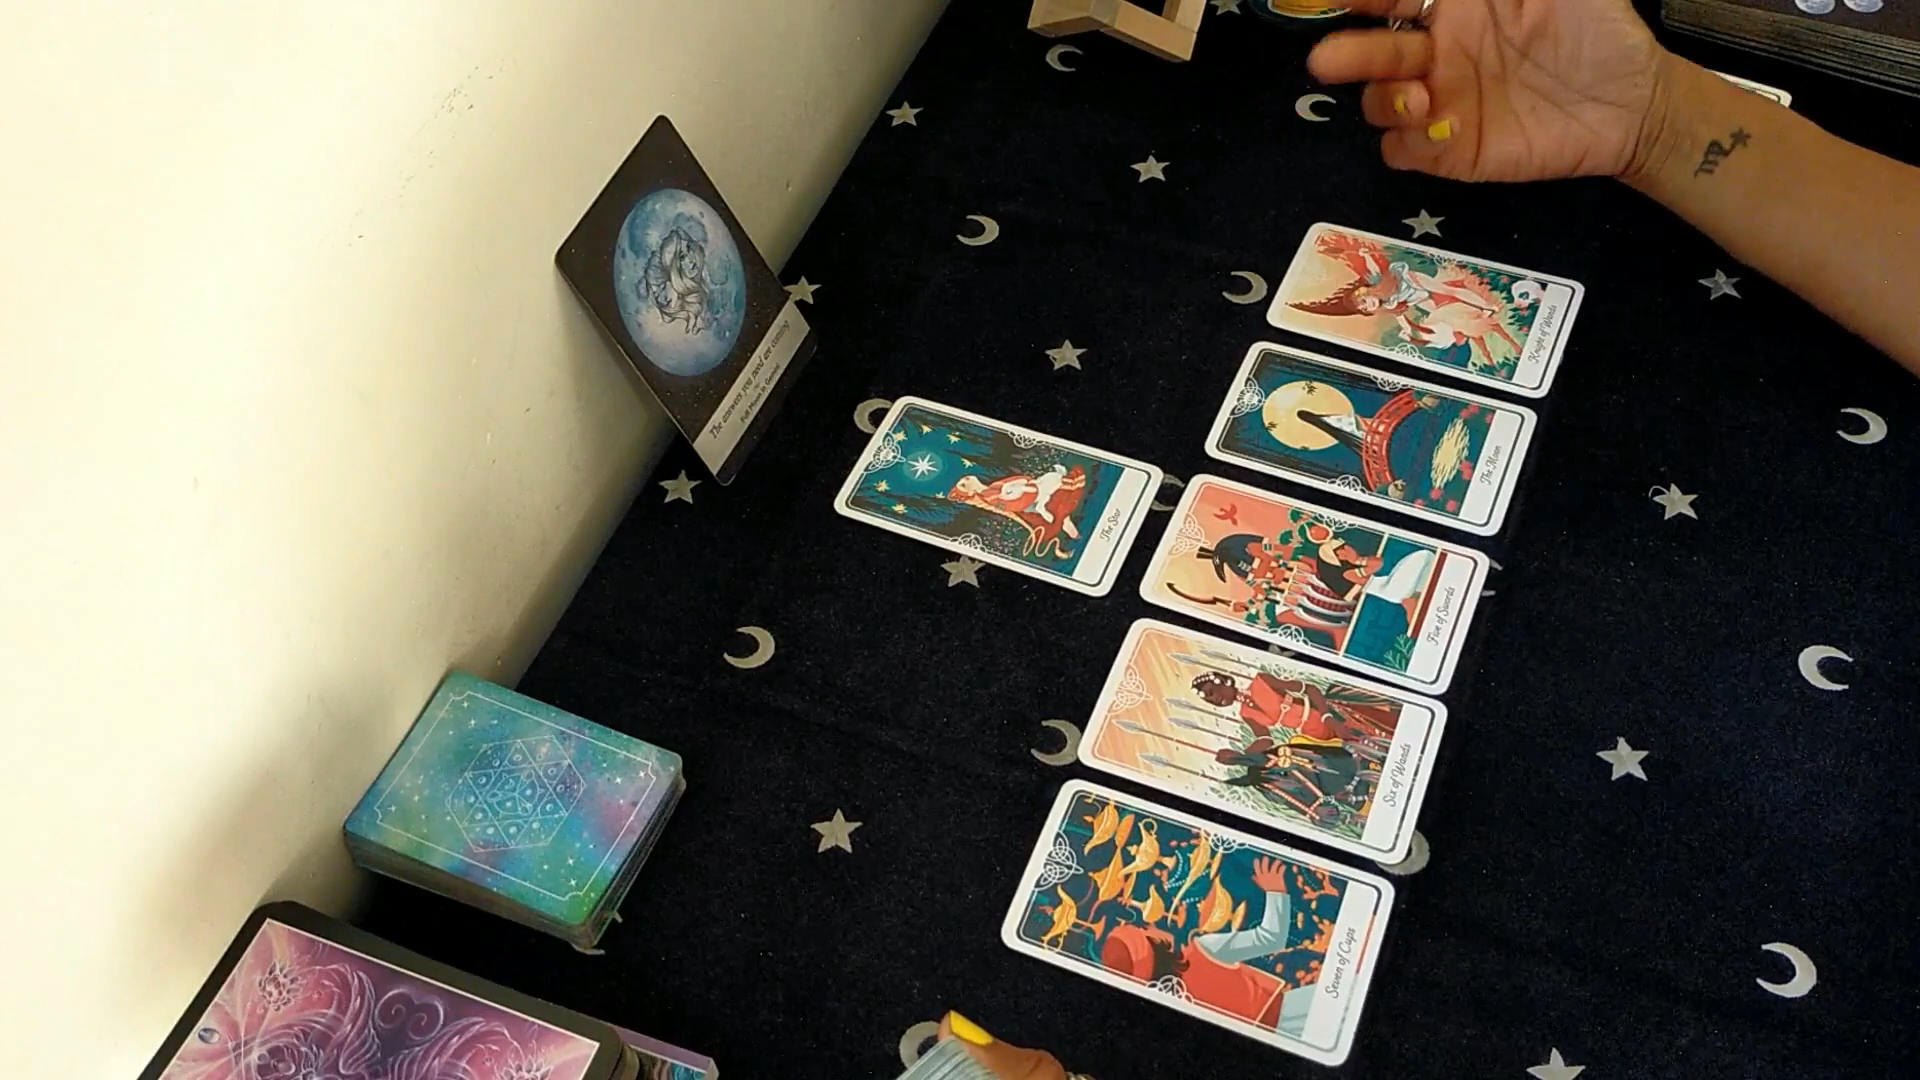 The answers you need are coming
Full Moon in Gemini
The Star
Knight of Wands
The Moon
Five of Swords
Six of Wands
Seven of Cups